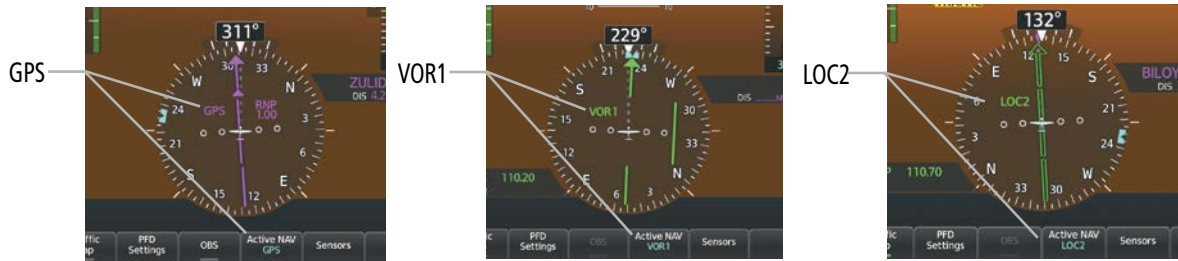 GPS
311°
30
33
W
N
24
3
21
6
S
E
15
12
GPS
RNP
1.00
ZULID
DIS 4.2
PFD
Settings
OBS
Active NAV
GPS
Sensors
VOR1
229°
21
24
S
W
30
12
E
N
6
3
VOR1
DIS
110.20
PFD
Settings
OBS
Active NAV
VOR1
Sensors
LOC2
132°
12
15
E
S
6
21
24
N
W
33
30
LOC2
BILOY
DIS
110.70
PFD
Settings
OBS
Active NAV
LOC2
Sensors